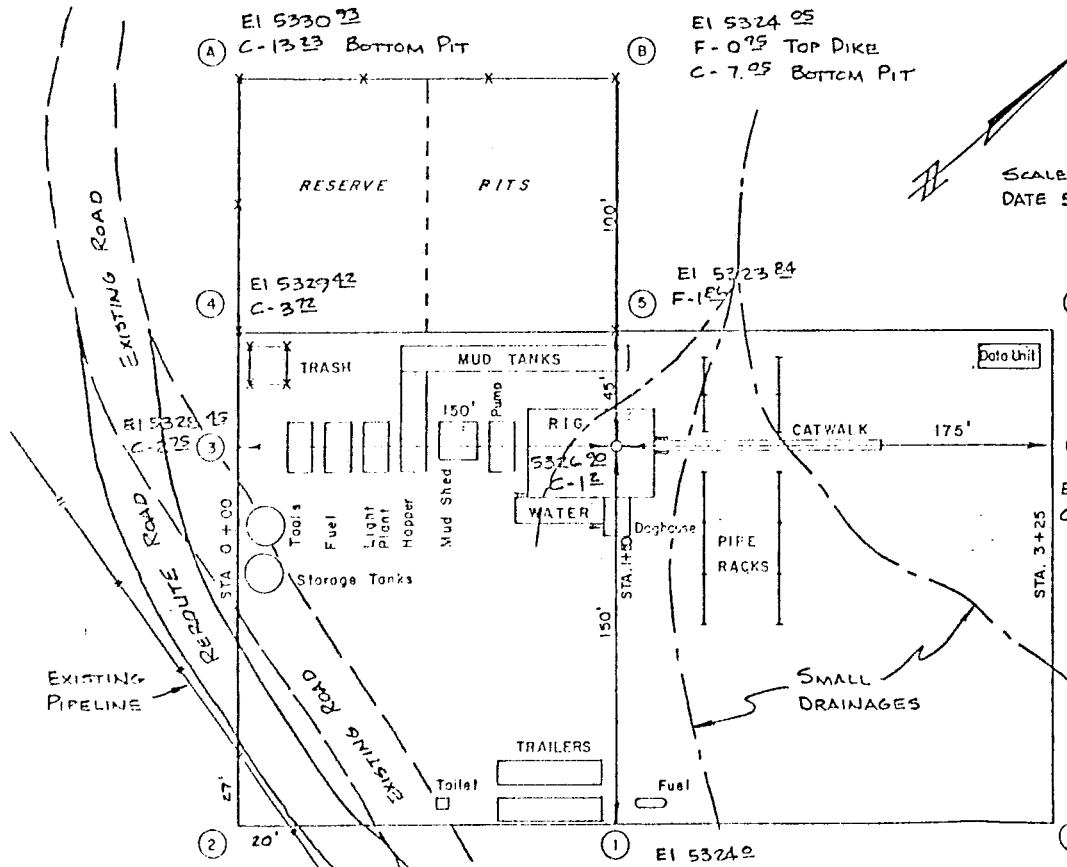 A
El 5330 93
C-13 23 BOTTOM PIT
B
El 5324 05
F-0 95 TOP DIKE
C-7.05 BOTTOM PIT
SCALE
DATE
EXISTING ROAD
RESERVE PITS
100'
4
El 5329 42
C-3 72
5
El 5323 84
F-1 86
TRASH
MUD TANKS
Data Unit
El 5328 45
C-2 75
3
150'
Pump
45'
RIG
CATWALK
175'
5326 90
C-1 2
WATER
Doghouse
STA. 0+00
Tools
Fuel
Light Plant
Hopper
Mud Shed
STA. 1+50
PIPE
RACKS
STA. 3+25
REROUTE ROAD
Storage Tanks
150'
EXISTING
PIPELINE
EXISTING ROAD
SMALL
DRAINAGES
TRAILERS
Toilet
Fuel
27'
2
20'
1
El 5324 0